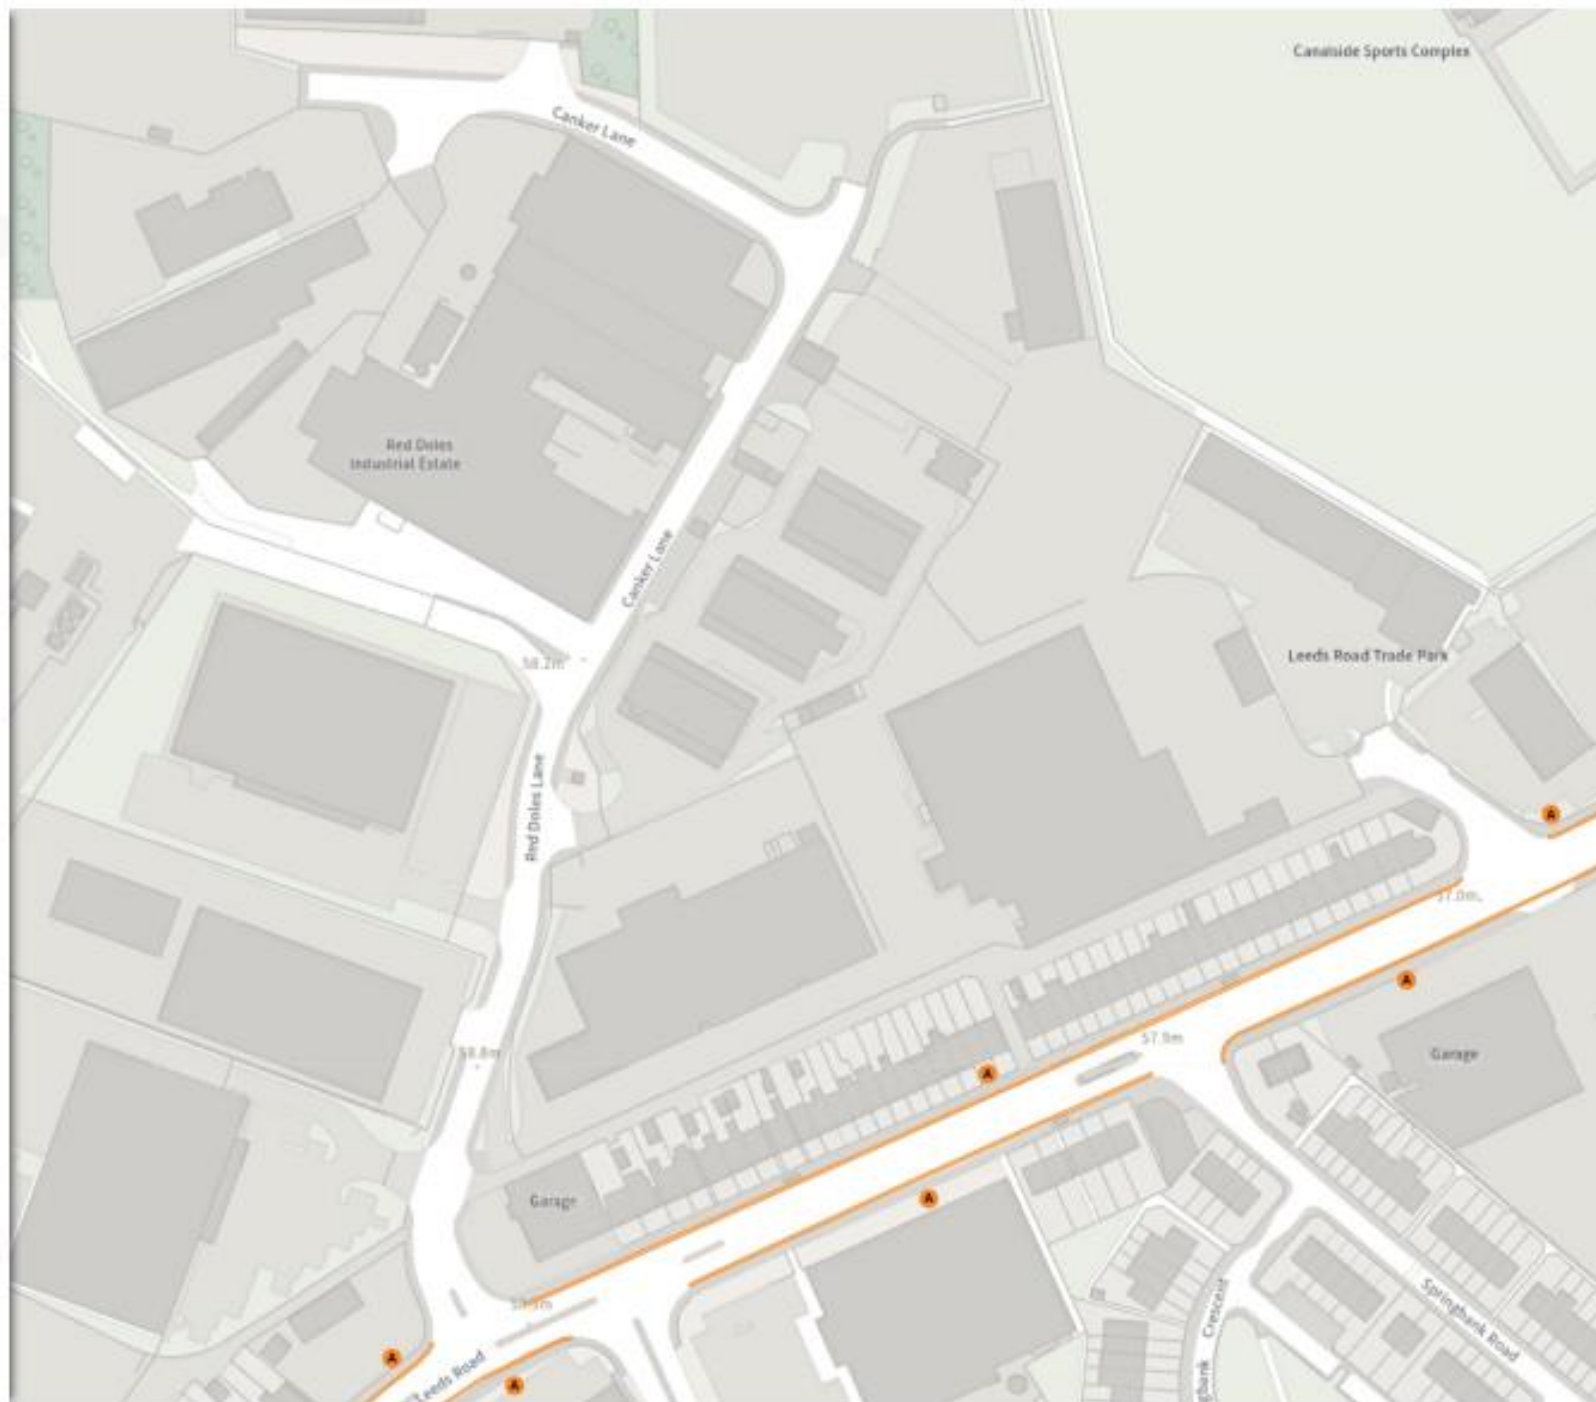 Canalside Sports Complex
Canker Lane
Red Doles
Industrial Estate
Canker Lane
58.2m
Leeds Road Trade Park
Red Doles Lane
A
57.0m
A
58.8m
57.9m
A
Garage
Garage
A
Springbank Road
Crescent
gbank
A
Leeds Road
A